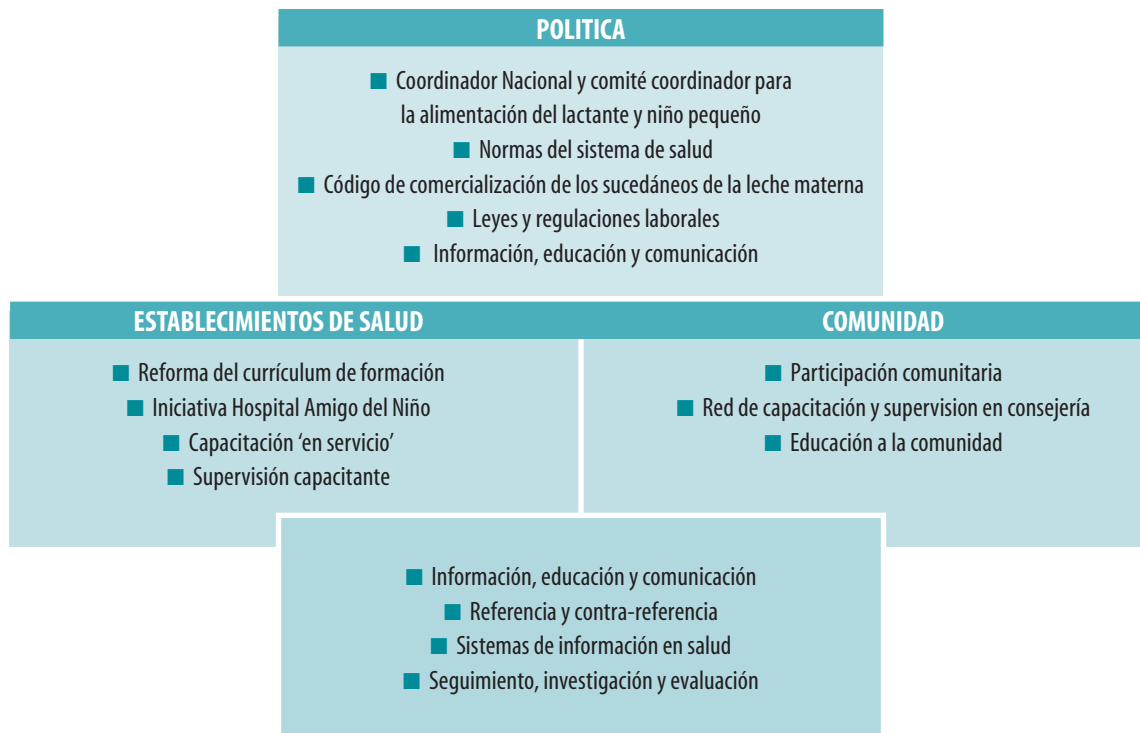 POLITICA
■ Coordinador Nacional y comité coordinador para
la alimentación del lactante y niño pequeño
■ Normas del sistema de salud
■ Código de comercialización de los sucedáneos de la leche materna
■ Leyes y regulaciones laborales
■ Información, educación y comunicación
ESTABLECIMIENTOS DE SALUD
■ Reforma del currículum de formación
■ Iniciativa Hospital Amigo del Niño
■ Capacitación ‘en servicio’
■ Supervisión capacitante
COMUNIDAD
■ Participación comunitaria
■ Red de capacitación y supervision en consejería
■ Educación a la comunidad
■ Información, educación y comunicación
■ Referencia y contra-referencia
■ Sistemas de información en salud
■ Seguimiento, investigación y evaluación